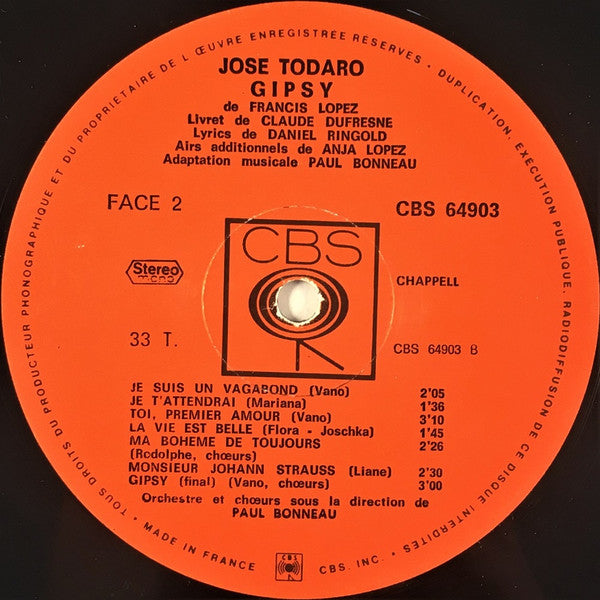 TOUS DROITS DU PRODUCTEUR PHONOGRAPHIQUE ET DU PROPRIETAIRE DE L'ŒUVRE ENREGISTREE RESERVES - DUPLICATION, EXECUTION PUBLIQUE, RADIODIFFUSION DE CE DISQUE INTERDITES •
JOSE TODARO
GIPSY
de FRANCIS LOPEZ
Livret de CLAUDE DUFRESNE
Lyrics de DANIEL RINGOLD
Airs additionnels de ANJA LOPEZ
Adaptation musicale PAUL BONNEAU
FACE 2
CBS 64903
CBS
Stereo
mono
CHAPPELL
33 T.
CBS 64903 B
JE SUIS UN VAGABOND (Vano) 2'05
JE T'ATTENDRAI (Mariana) 1'36
TOI, PREMIER AMOUR (Vano) 3'10
LA VIE EST BELLE (Flora - Joschka) 1'45
MA BOHEME DE TOUJOURS 2'26
(Rodolphe, chœurs)
MONSIEUR JOHANN STRAUSS (Liane) 2'30
GIPSY (final) (Vano, chœurs) 3'00
Orchestre et chœurs sous la direction de
PAUL BONNEAU
• MADE IN FRANCE
CBS
CBS. INC. •